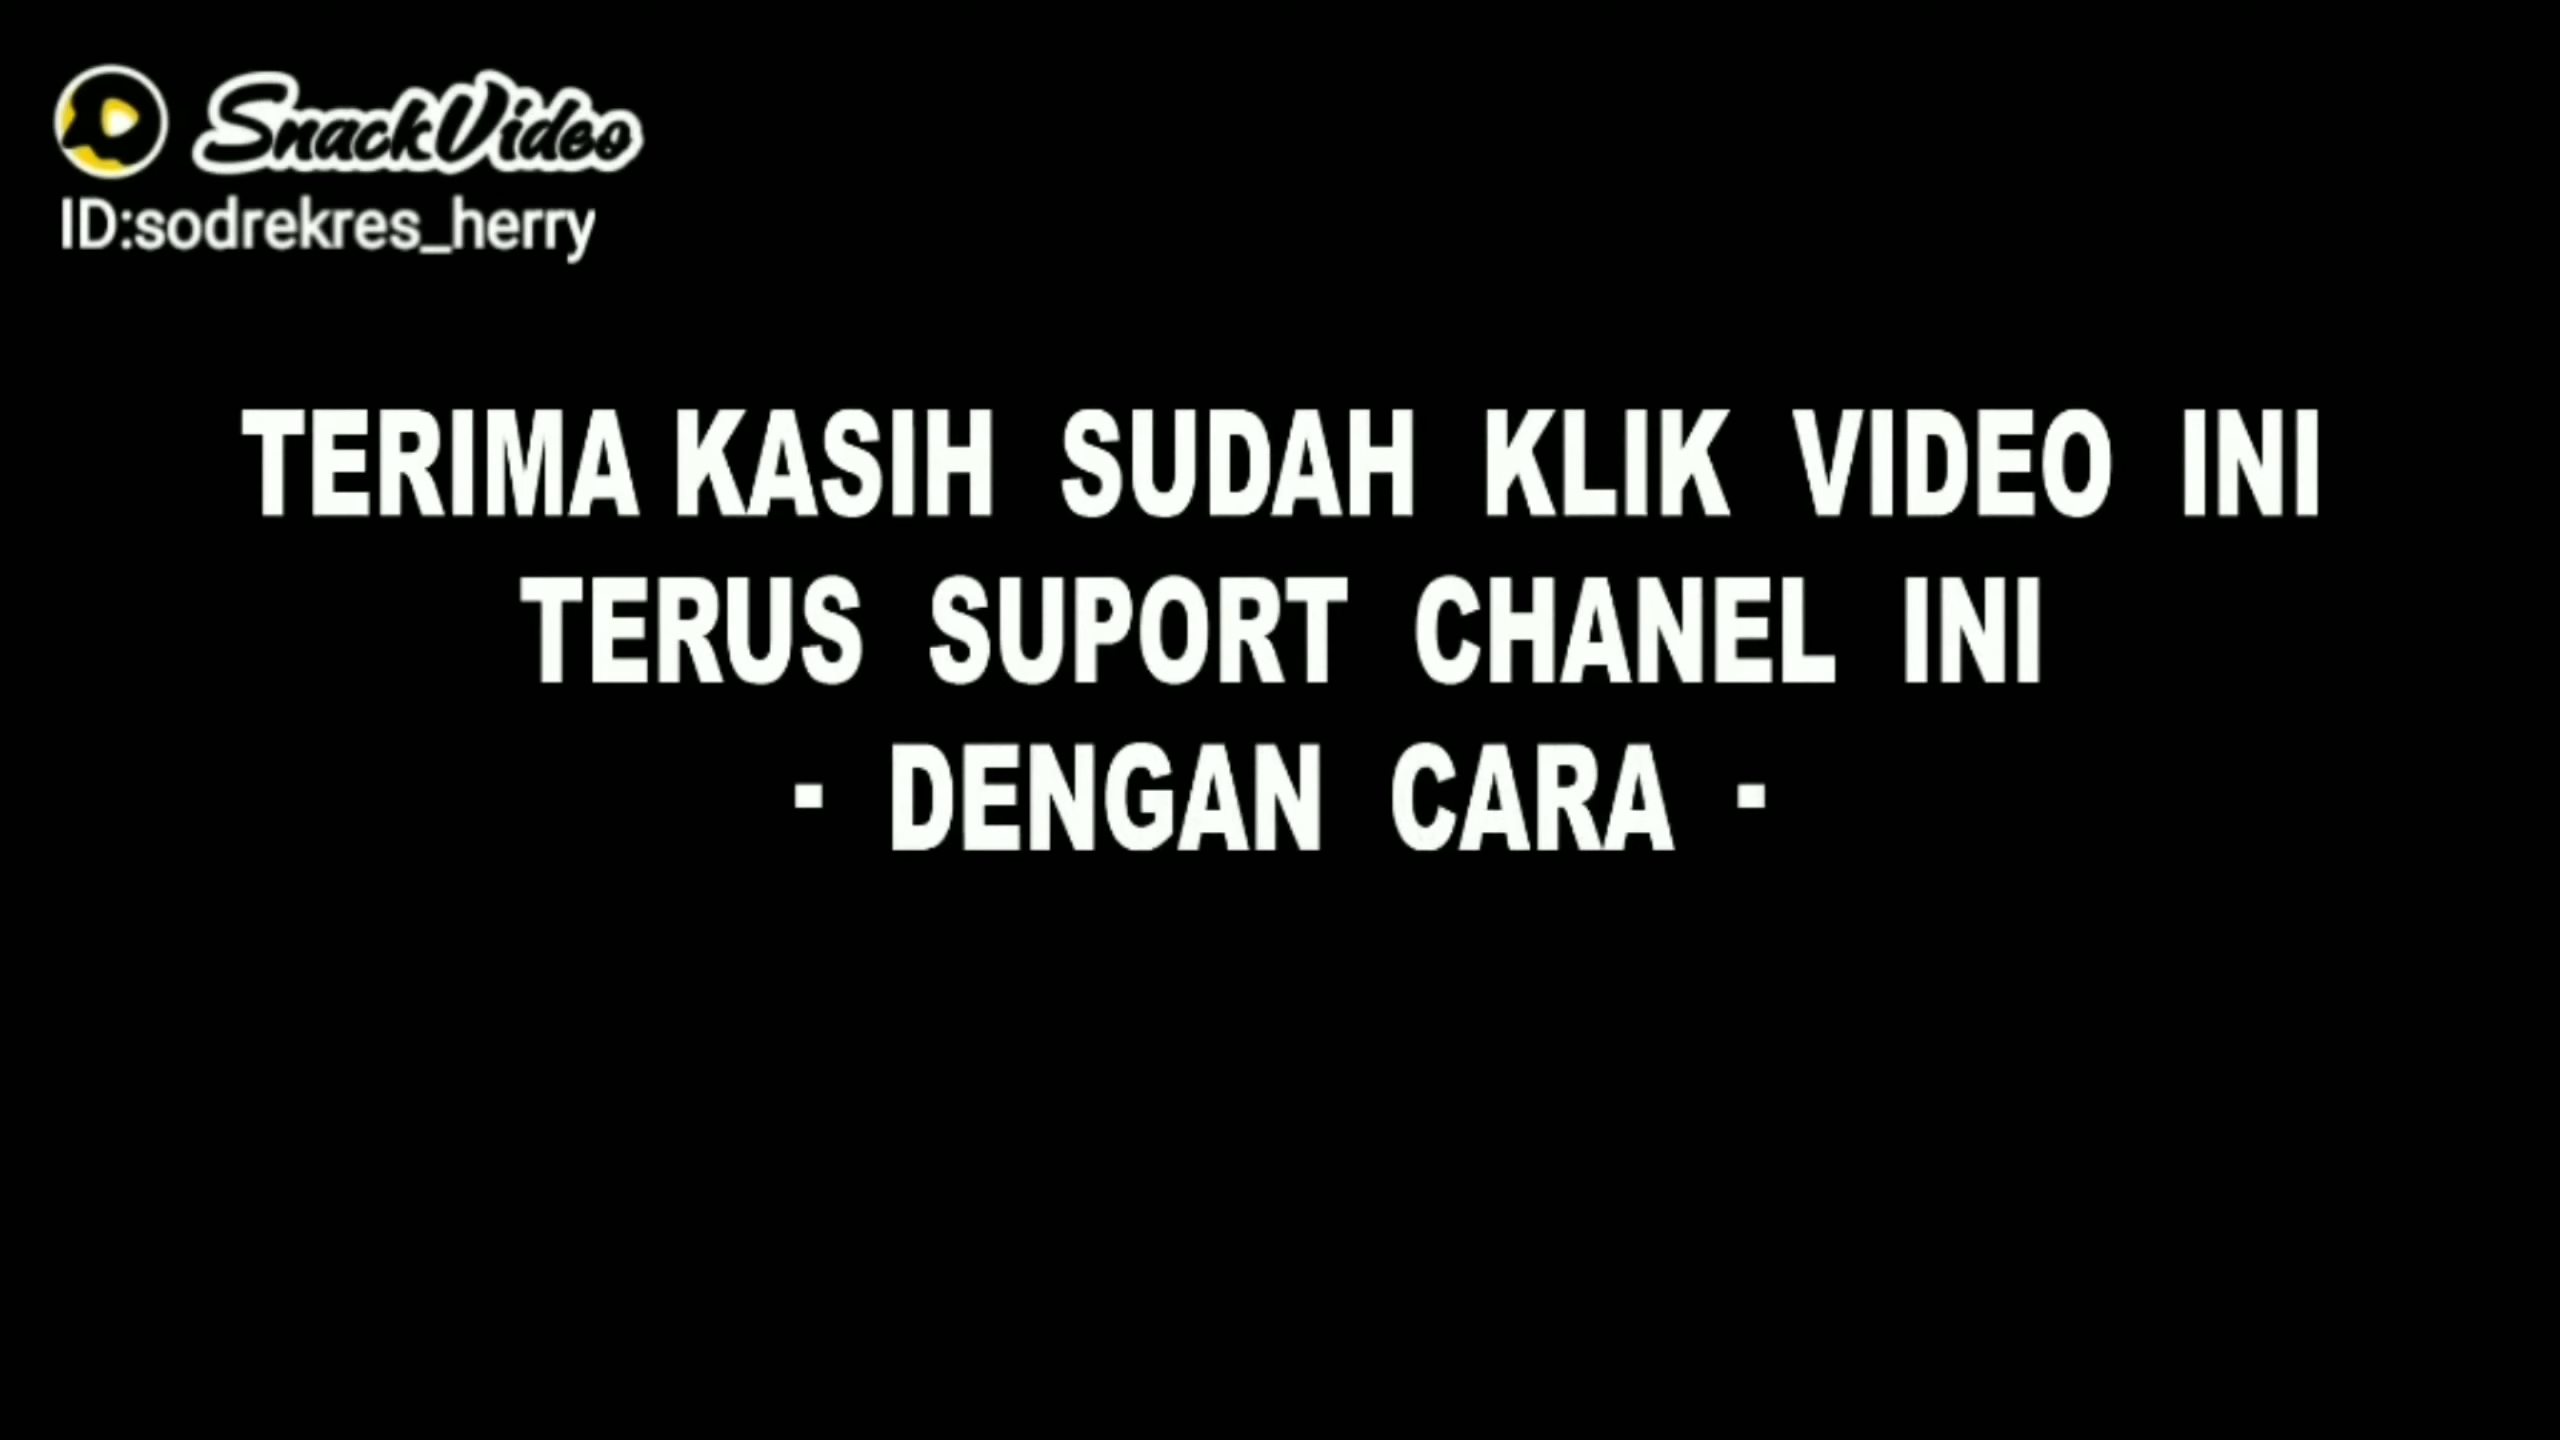 SnackVideo
ID:sodrekres_herry
TERIMA KASIH SUDAH KLIK VIDEO INI
TERUS SUPORT CHANEL INI
- DENGAN CARA -